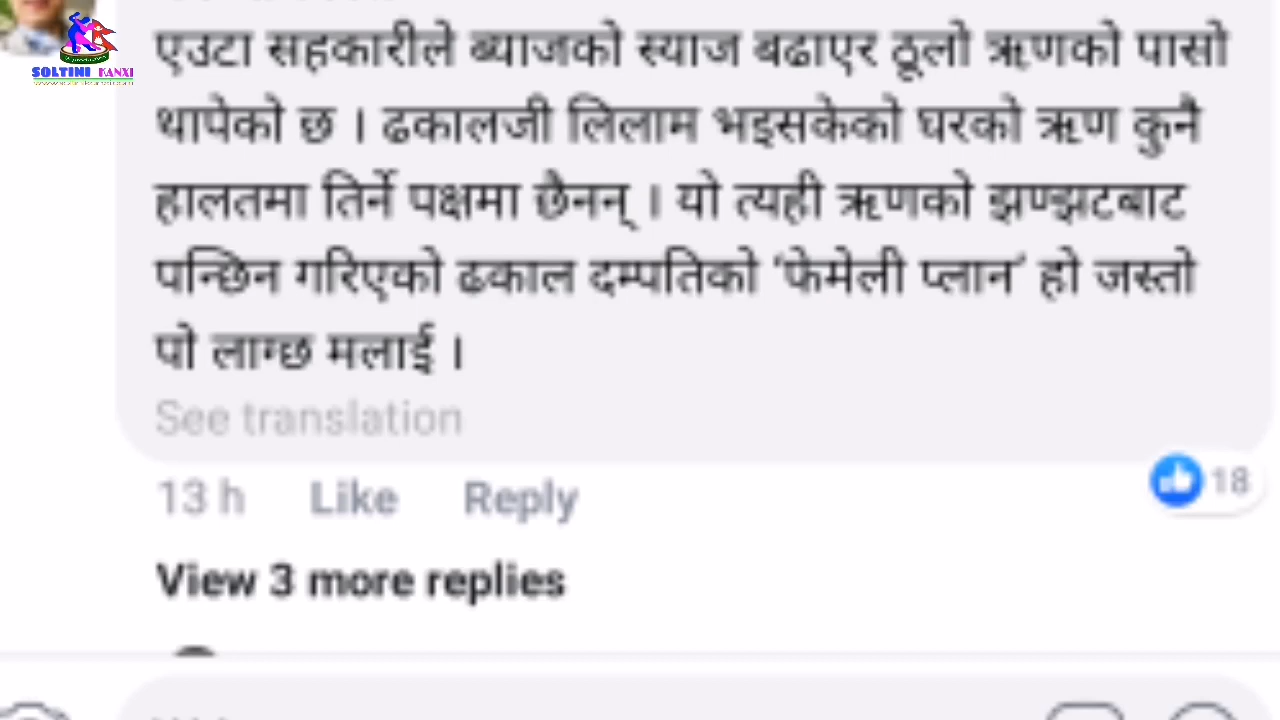 SOLTINI KANXI
एउटा सहकारीले ब्याजको स्याज बढाएर ठूलो ऋणको पासो
थापेको छ । ढकालजी लिलाम भइसकेको घरको ऋण कुनै
हालतमा तिर्ने पक्षमा छैनन् । यो त्यही ऋणको झण्झटबाट
पन्छिन गरिएको ढकाल दम्पतिको ‘फेमेली प्लान’ हो जस्तो
पो लाग्छ मलाई ।
See translation
13 h Like Reply 18
View 3 more replies